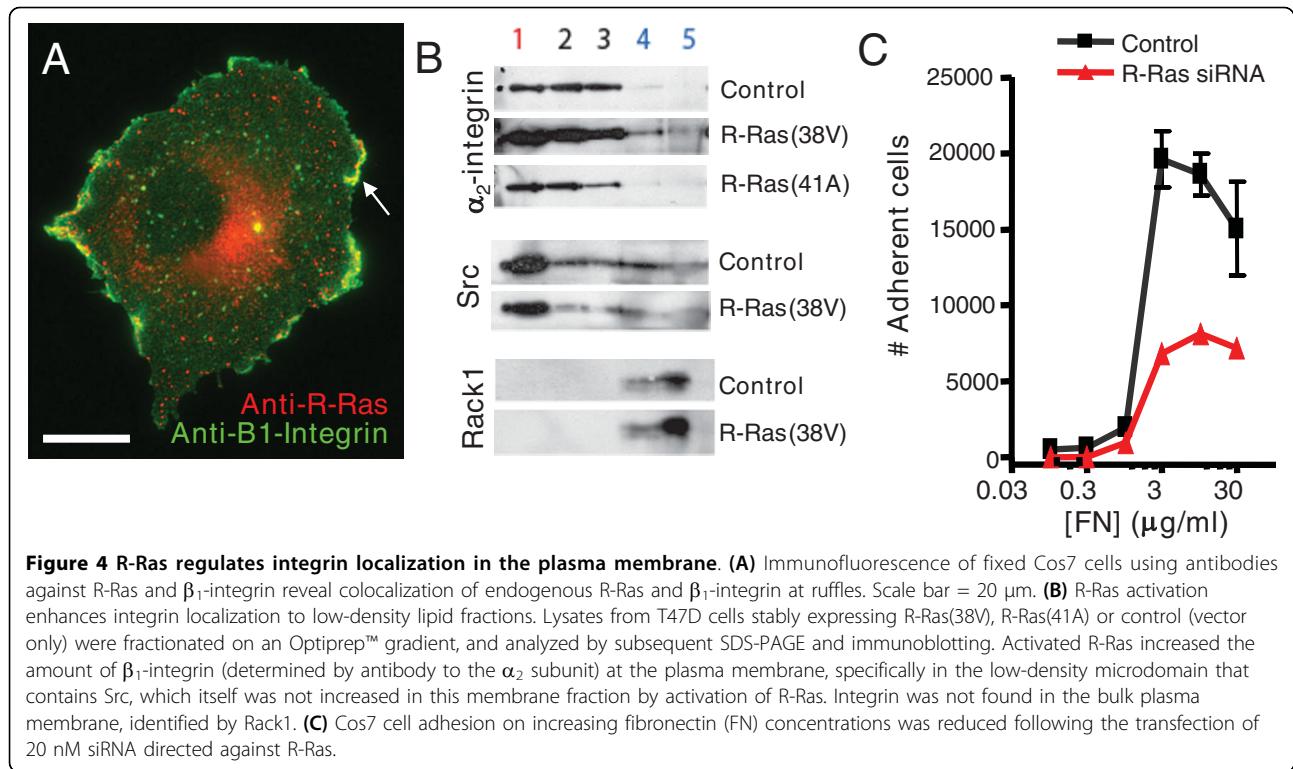 A
Anti-R-Ras
Anti-B1-Integrin
B
1 2 3 4 5
α2-integrin
Control
R-Ras(38V)
R-Ras(41A)
Src
Control
R-Ras(38V)
Rack1
Control
R-Ras(38V)
C
Control
R-Ras siRNA
# Adherent cells
25000
20000
15000
10000
5000
0
0.03 0.3 3 30
[FN] (μg/ml)
Figure 4 R-Ras regulates integrin localization in the plasma membrane. (A) Immunofluorescence of fixed Cos7 cells using antibodies
against R-Ras and β1-integrin reveal colocalization of endogenous R-Ras and β1-integrin at ruffles. Scale bar = 20 μm. (B) R-Ras activation
enhances integrin localization to low-density lipid fractions. Lysates from T47D cells stably expressing R-Ras(38V), R-Ras(41A) or control (vector
only) were fractionated on an Optiprep™ gradient, and analyzed by subsequent SDS-PAGE and immunoblotting. Activated R-Ras increased the
amount of β1-integrin (determined by antibody to the α2 subunit) at the plasma membrane, specifically in the low-density microdomain that
contains Src, which itself was not increased in this membrane fraction by activation of R-Ras. Integrin was not found in the bulk plasma
membrane, identified by Rack1. (C) Cos7 cell adhesion on increasing fibronectin (FN) concentrations was reduced following the transfection of
20 nM siRNA directed against R-Ras.